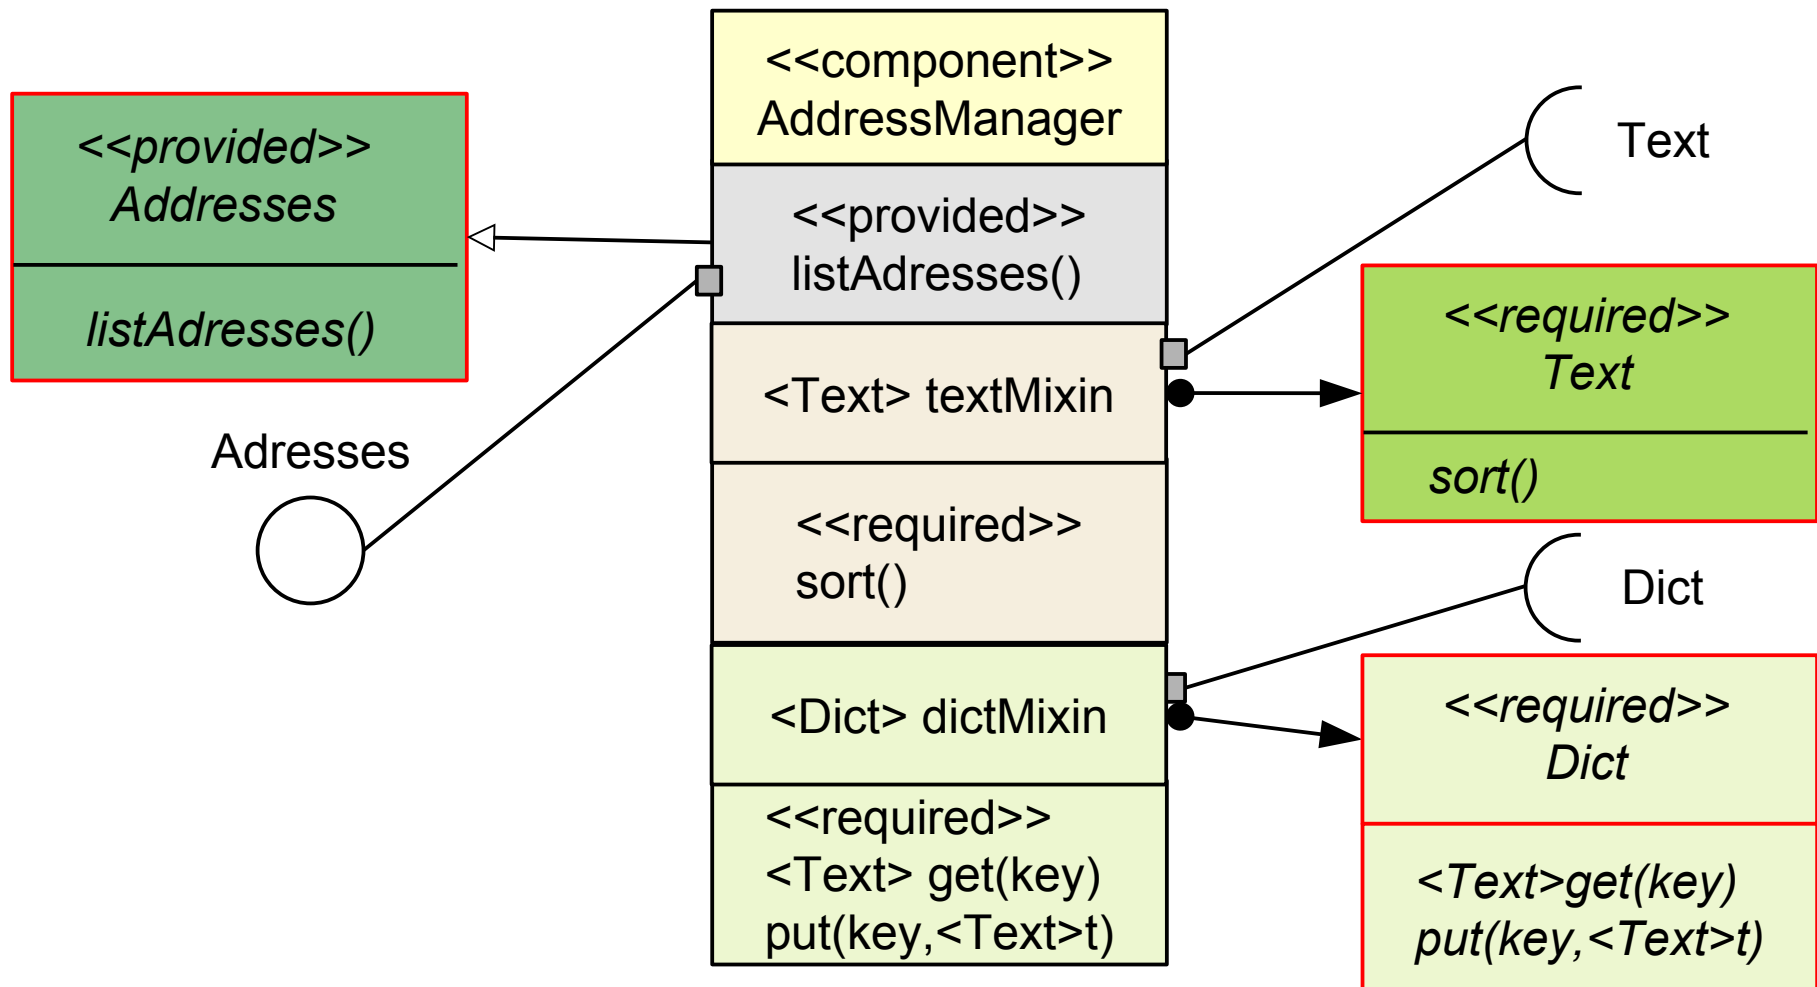 <<provided>>
Addresses
listAdresses()
Adresses
<<component>>
AddressManager
<<provided>>
listAdresses()
<Text> textMixin
<<required>>
sort()
<Dict> dictMixin
<<required>>
<Text> get(key)
put(key,<Text>t)
Text
<<required>>
Text
sort()
Dict
<<required>>
Dict
<Text>get(key)
put(key,<Text>t)